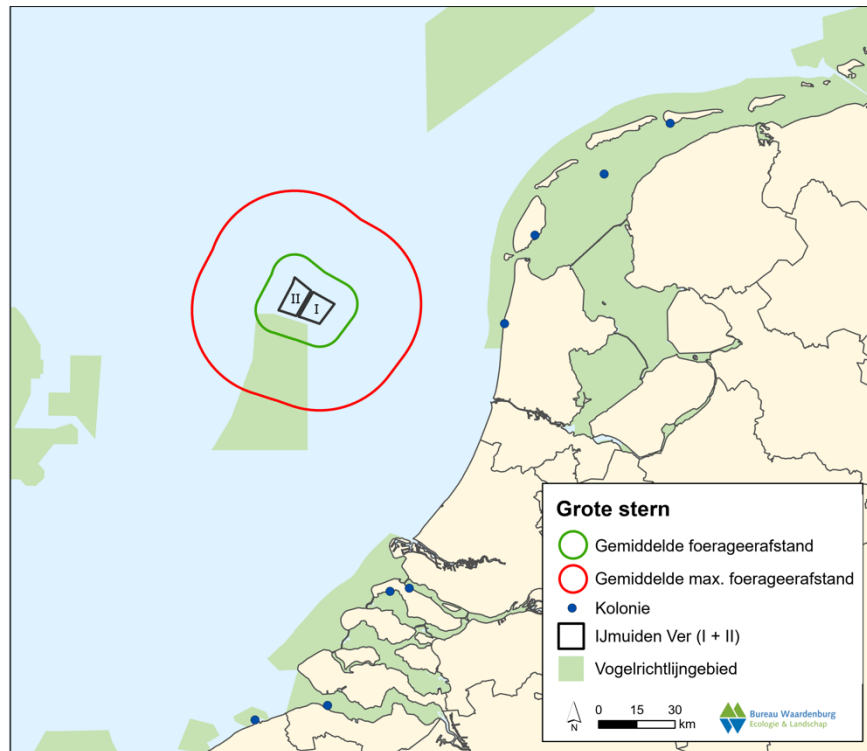 II
I
Grote stern
Gemiddelde foerageerafstand
Gemiddelde max. foerageerafstand
Kolonie
IJmuiden Ver (I + II)
Vogelrichtlijngebied
N
0 15 30
km
Bureau Waardenburg
Ecologie & Landschap